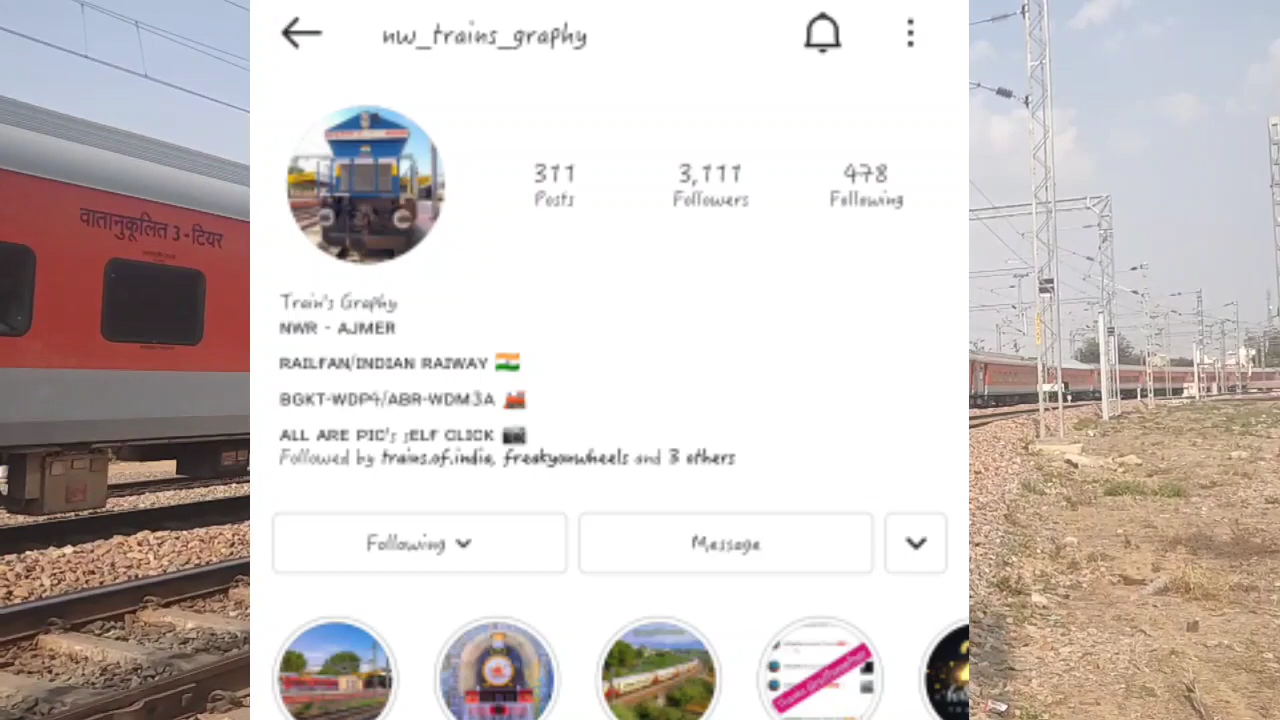 nw_trains_graphy
311 3,111 478
Posts Followers Following
Train's Graphy
NWR - AJMER
RAILFAN/INDIAN RAIWAY 🇮🇳
BGKT-WDP4/ABR-WDM3A 🚂
ALL ARE PIC's sELF CLICK 📷
Followed by trains.of.india, freakyonwheels and 3 others
Following
Message
वातानुकूलित 3-टियर